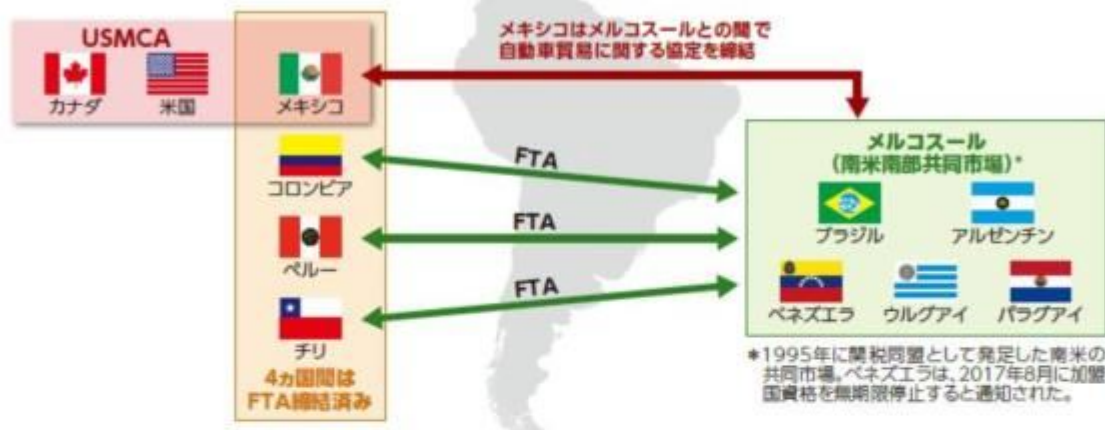 USMCA
カナダ
米国
メキシコ
メキシコはメルコスールとの間で
自動車貿易に関する協定を締結
コロンビア
ペルー
チリ
4ヵ国間は
FTA締結済み
FTA
FTA
FTA
メルコスール
(南米南部共同市場)*
ブラジル
アルゼンチン
ベネズエラ
ウルグアイ
パラグアイ
*1995年に関税同盟として発足した南米の
共同市場。ベネズエラは、2017年8月に加盟
国資格を無期限停止すると通知された。